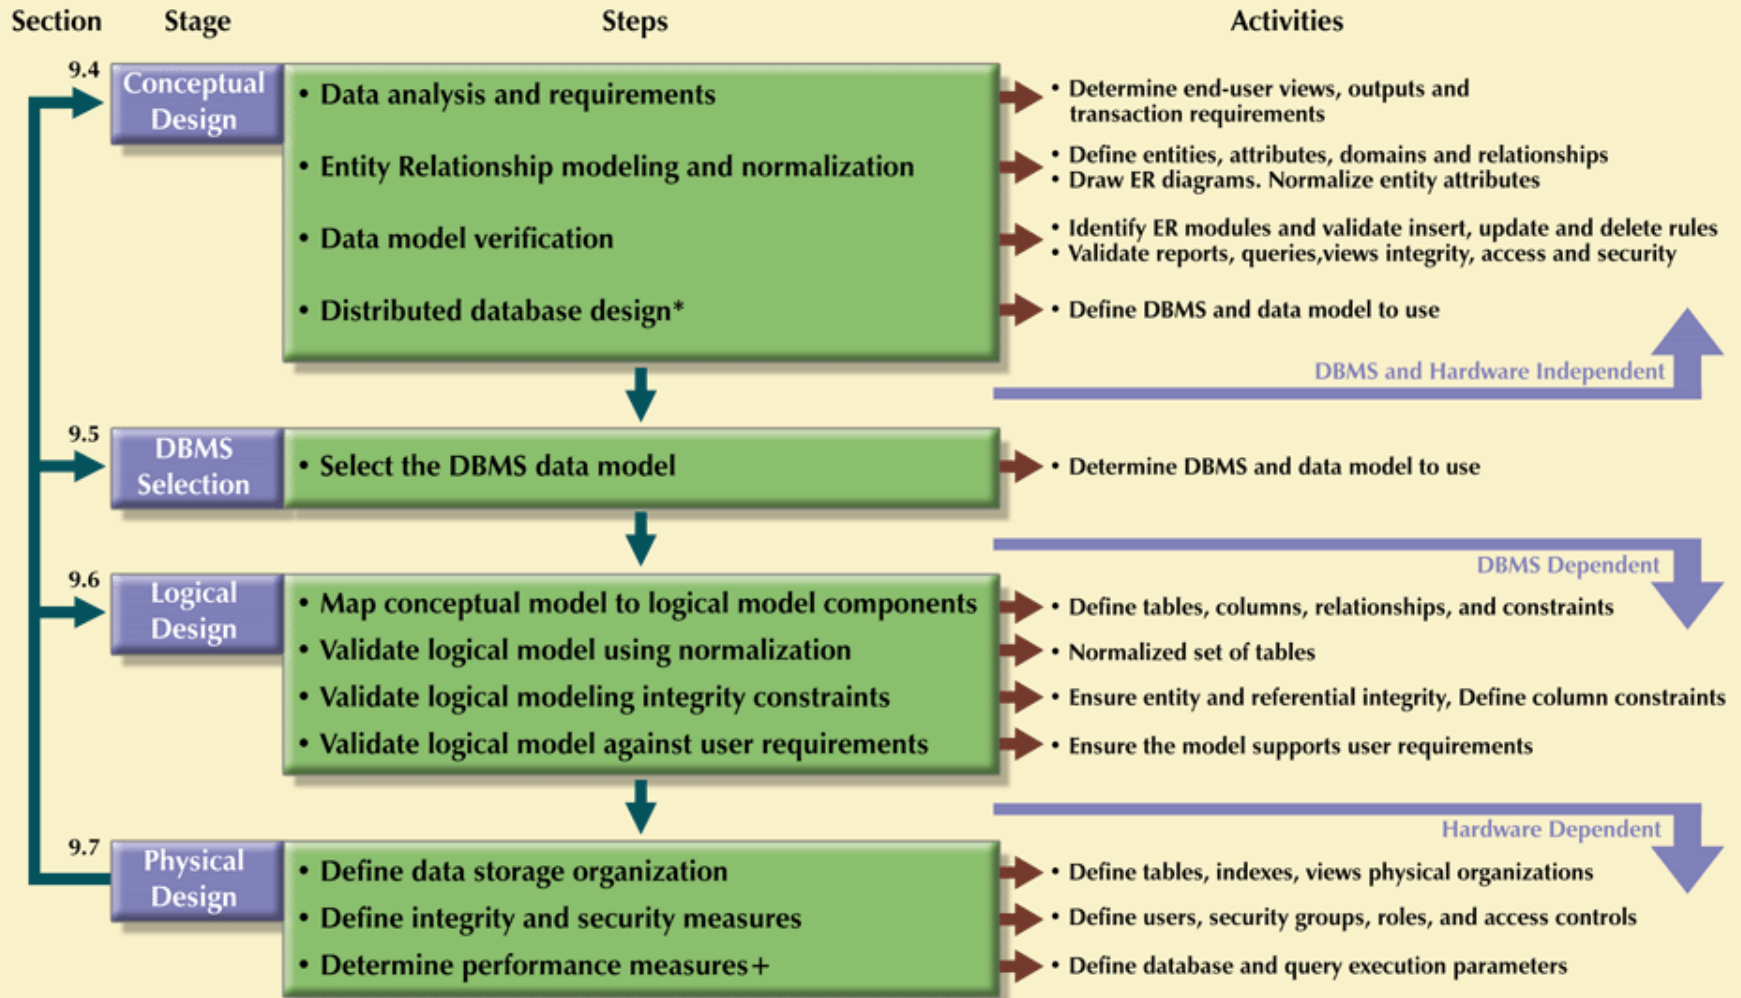 Section Stage Steps Activities
9.4
Conceptual
Design
• Data analysis and requirements
• Determine end-user views, outputs and
transaction requirements
• Entity Relationship modeling and normalization
• Define entities, attributes, domains and relationships
• Draw ER diagrams. Normalize entity attributes
• Data model verification
• Identify ER modules and validate insert, update and delete rules
• Validate reports, queries,views integrity, access and security
• Distributed database design*
• Define DBMS and data model to use
DBMS and Hardware Independent
9.5
DBMS
Selection
• Select the DBMS data model
• Determine DBMS and data model to use
DBMS Dependent
9.6
Logical
Design
• Map conceptual model to logical model components
• Define tables, columns, relationships, and constraints
• Validate logical model using normalization
• Normalized set of tables
• Validate logical modeling integrity constraints
• Ensure entity and referential integrity, Define column constraints
• Validate logical model against user requirements
• Ensure the model supports user requirements
Hardware Dependent
9.7
Physical
Design
• Define data storage organization
• Define tables, indexes, views physical organizations
• Define integrity and security measures
• Define users, security groups, roles, and access controls
• Determine performance measures+
• Define database and query execution parameters